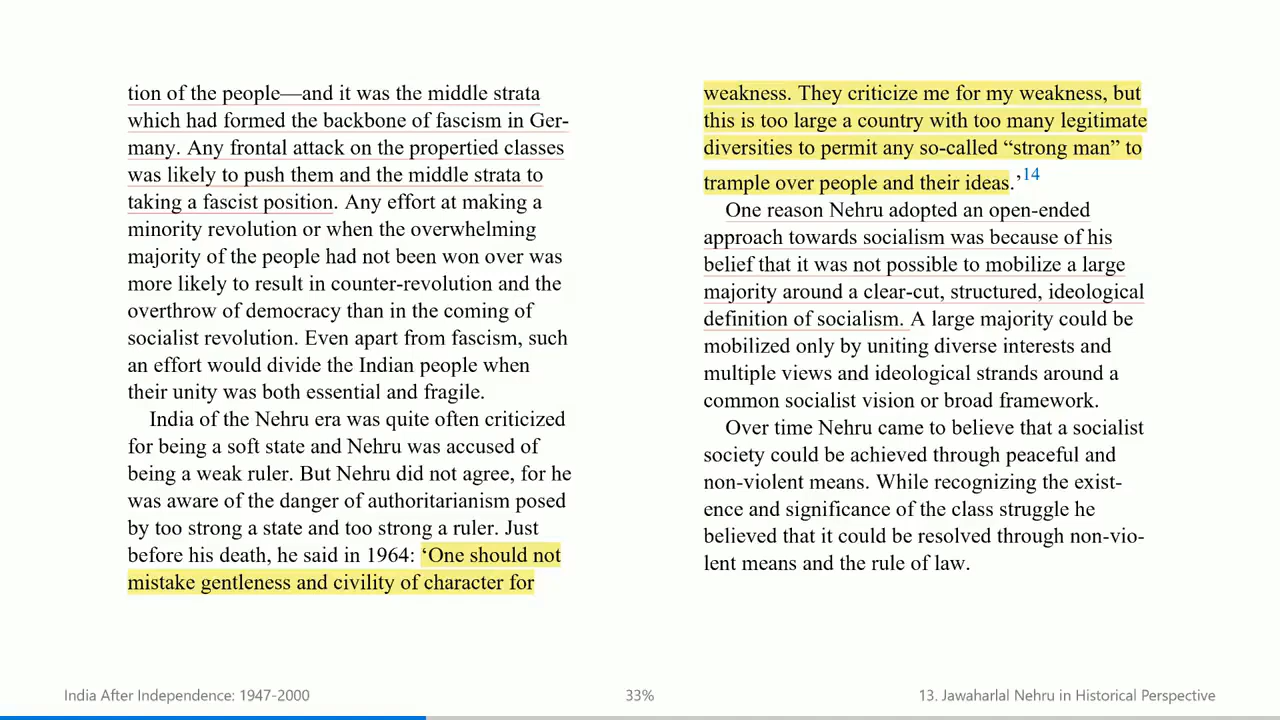 tion of the people—and it was the middle strata
which had formed the backbone of fascism in Ger-
many. Any frontal attack on the propertied classes
was likely to push them and the middle strata to
taking a fascist position. Any effort at making a
minority revolution or when the overwhelming
majority of the people had not been won over was
more likely to result in counter-revolution and the
overthrow of democracy than in the coming of
socialist revolution. Even apart from fascism, such
an effort would divide the Indian people when
their unity was both essential and fragile.
India of the Nehru era was quite often criticized
for being a soft state and Nehru was accused of
being a weak ruler. But Nehru did not agree, for he
was aware of the danger of authoritarianism posed
by too strong a state and too strong a ruler. Just
before his death, he said in 1964: ‘One should not
mistake gentleness and civility of character for
weakness. They criticize me for my weakness, but
this is too large a country with too many legitimate
diversities to permit any so-called “strong man” to
trample over people and their ideas.’14
One reason Nehru adopted an open-ended
approach towards socialism was because of his
belief that it was not possible to mobilize a large
majority around a clear-cut, structured, ideological
definition of socialism. A large majority could be
mobilized only by uniting diverse interests and
multiple views and ideological strands around a
common socialist vision or broad framework.
Over time Nehru came to believe that a socialist
society could be achieved through peaceful and
non-violent means. While recognizing the exist-
ence and significance of the class struggle he
believed that it could be resolved through non-vio-
lent means and the rule of law.
India After Independence: 1947-2000
33%
13. Jawaharlal Nehru in Historical Perspective